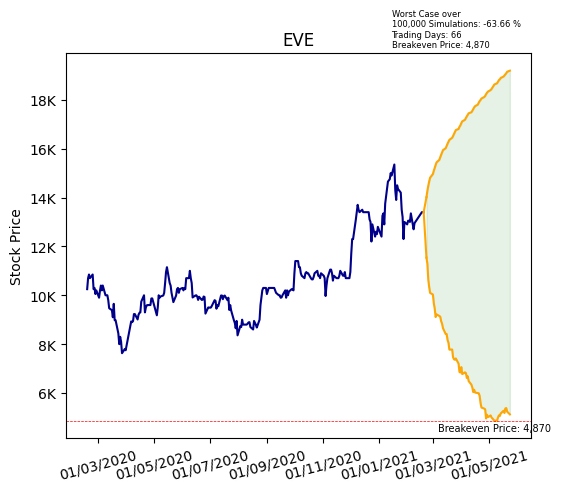 Worst Case over
100,000 Simulations: -63.66 %
Trading Days: 66
Breakeven Price: 4,870
EVE
Stock Price
18K
16K
14K
12K
10K
8K
6K
Breakeven Price: 4,870
01/03/2020
01/05/2020
01/07/2020
01/09/2020
01/11/2020
01/01/2021
01/03/2021
01/05/2021